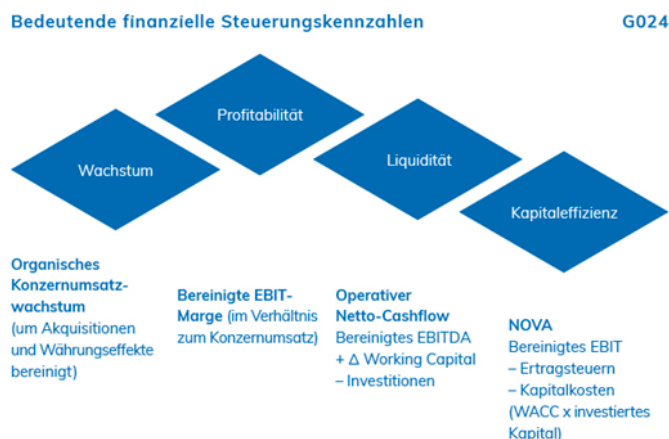 Bedeutende finanzielle Steuerungskennzahlen G024
Profitabilität
Wachstum
Liquidität
Kapitaleffizienz
Organisches
Konzernumsatz-
wachstum
(um Akquisitionen
und Währungseffekte
bereinigt)
Bereinigte EBIT-
Marge (im Verhältnis
zum Konzernumsatz)
Operativer
Netto-Cashflow
Bereinigtes EBITDA
+ Δ Working Capital
– Investitionen
NOVA
Bereinigtes EBIT
– Ertragsteuern
– Kapitalkosten
(WACC x investiertes
Kapital)